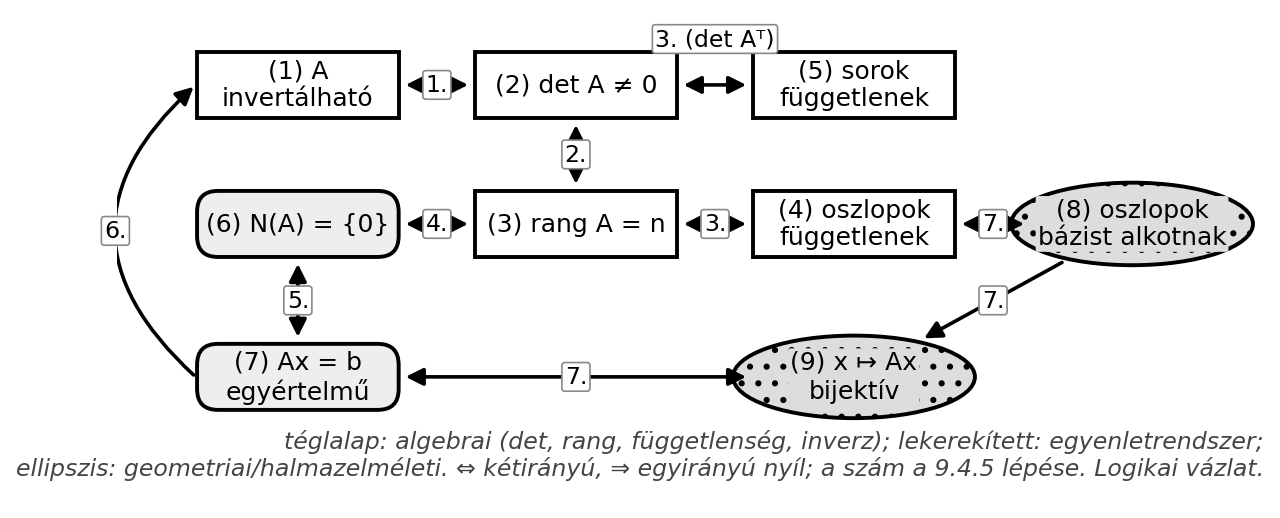 3. (det Aᵀ)
(1) A
invertálható
1.
(2) det A ≠ 0
(5) sorok
függetlenek
2.
6.
(6) N(A) = {0}
4.
(3) rang A = n
3.
(4) oszlopok
függetlenek
7.
(8) oszlopok
bázist alkotnak
5.
7.
(7) Ax = b
egyértelmű
7.
(9) x ↦ Ax
bijektív
téglalap: algebrai (det, rang, függetlenség, inverz); lekerekített: egyenletrendszer;
ellipszis: geometriai/halmazelméleti. ⇔ kétirányú, ⇒ egyirányú nyíl; a szám a 9.4.5 lépése. Logikai vázlat.